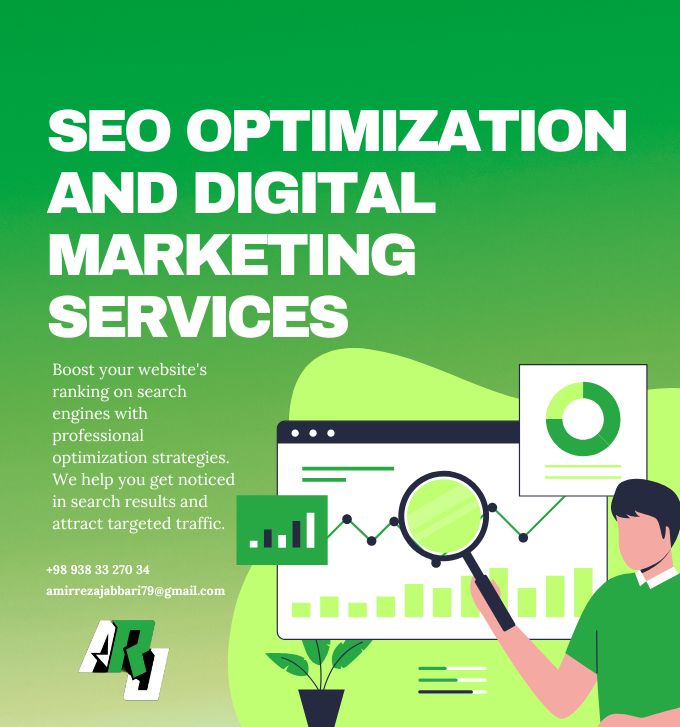 SEO OPTIMIZATION
AND DIGITAL
MARKETING
SERVICES
Boost your website's
ranking on search
engines with
professional
optimization strategies.
We help you get noticed
in search results and
attract targeted traffic.
+98 938 33 270 34
amirrezajabbari79@gmail.com
ARJ